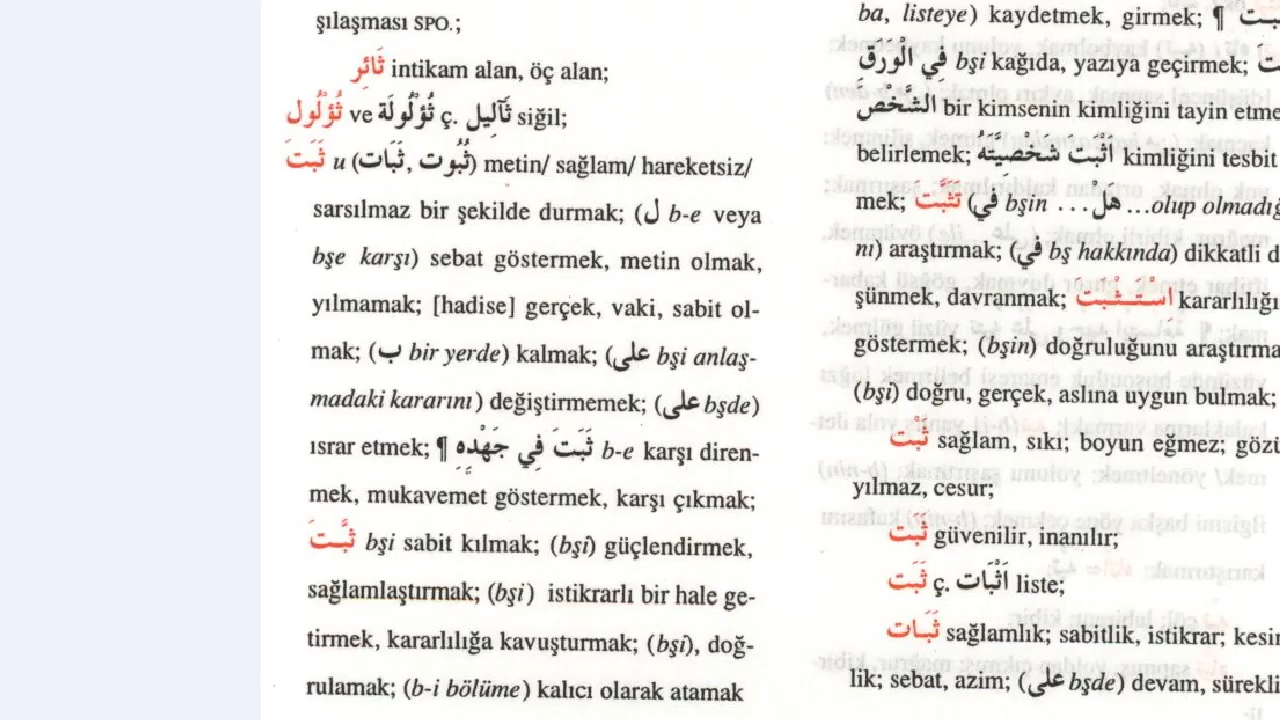 şılaşması SPO.;
ثَائِر intikam alan, öç alan;
ثُؤْلُول ve ثُؤْلُولَة ç. ثَآلِيل siğil;
ثَبَتَ u (ثُبُوت ,ثَبَات) metin/ sağlam/ hareketsiz/
sarsılmaz bir şekilde durmak; (ل b-e veya
bşe karşı) sebat göstermek, metin olmak,
yılmamak; [hadise] gerçek, vaki, sabit ol-
mak; (ب bir yerde) kalmak; (على bşi anlaş-
madaki kararını) değiştirmemek; (على bşde)
ısrar etmek; ¶ ثَبَتَ فِي جَهْدِهِ b-e karşı diren-
mek, mukavemet göstermek, karşı çıkmak;
ثَبَّتَ bşi sabit kılmak; (bşi) güçlendirmek,
sağlamlaştırmak; (bşi) istikrarlı bir hale ge-
tirmek, kararlılığa kavuşturmak; (bşi), doğ-
rulamak; (b-i bölüme) kalıcı olarak atamak
ba, listeye) kaydetmek, girmek; ¶
فِي الْوَرَقِ bşi kağıda, yazıya geçirmek;
الشَّخْصَ bir kimsenin kimliğini tayin etme
belirlemek; اَثْبَتَ شَخْصِيَّتَهُ kimliğini tesbit
mek; تَثَبَّتَ (في bşin ...هلْ ...olup olmadığ
nı) araştırmak; (في bş hakkında) dikkatli d
şünmek, davranmak; اِسْتَثْبَتَ kararlılığı
göstermek; (bşin) doğruluğunu araştırma
(bşi) doğru, gerçek, aslına uygun bulmak;
ثَبْت sağlam, sıkı; boyun eğmez; gözü
yılmaz, cesur;
ثَبَت güvenilir, inanılır;
ثَبَت ç. اَثْبَات liste;
ثَبَات sağlamlık; sabitlik, istikrar; kesin
lik; sebat, azim; (على bşde) devam, sürekli